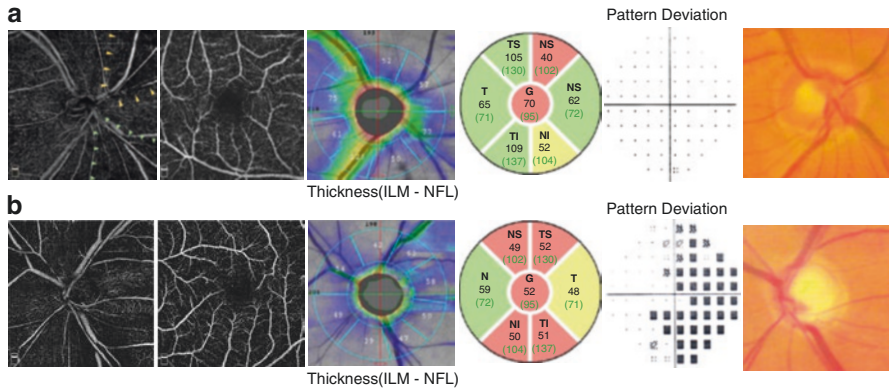 a
Pattern Deviation
TS
105
(130)
NS
40
(102)
T
65
(71)
G
70
(95)
NS
62
(72)
TI
109
(137)
NI
52
(104)
Thickness(ILM - NFL)
b
Pattern Deviation
NS
49
(102)
TS
52
(130)
N
59
(72)
G
52
(95)
T
48
(71)
NI
50
(104)
TI
51
(137)
Thickness(ILM - NFL)